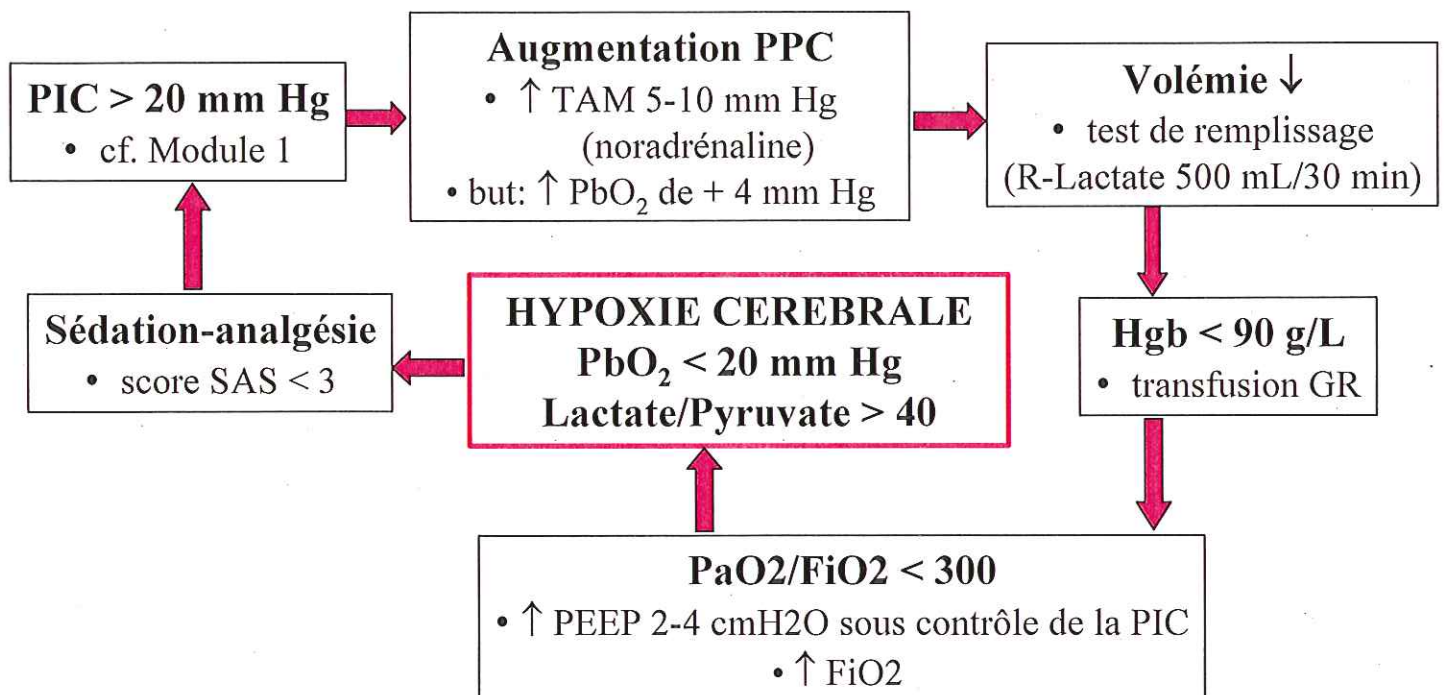 PIC > 20 mm Hg
• cf. Module 1
Augmentation PPC
• ↑ TAM 5-10 mm Hg
(noradrénaline)
• but: ↑ PbO₂ de + 4 mm Hg
Volémie ↓
• test de remplissage
(R-Lactate 500 mL/30 min)
Sédation-analgésie
• score SAS < 3
HYPOXIE CEREBRALE
PbO₂ < 20 mm Hg
Lactate/Pyruvate > 40
Hgb < 90 g/L
• transfusion GR
PaO2/FiO2 < 300
• ↑ PEEP 2-4 cmH2O sous contrôle de la PIC
• ↑ FiO2